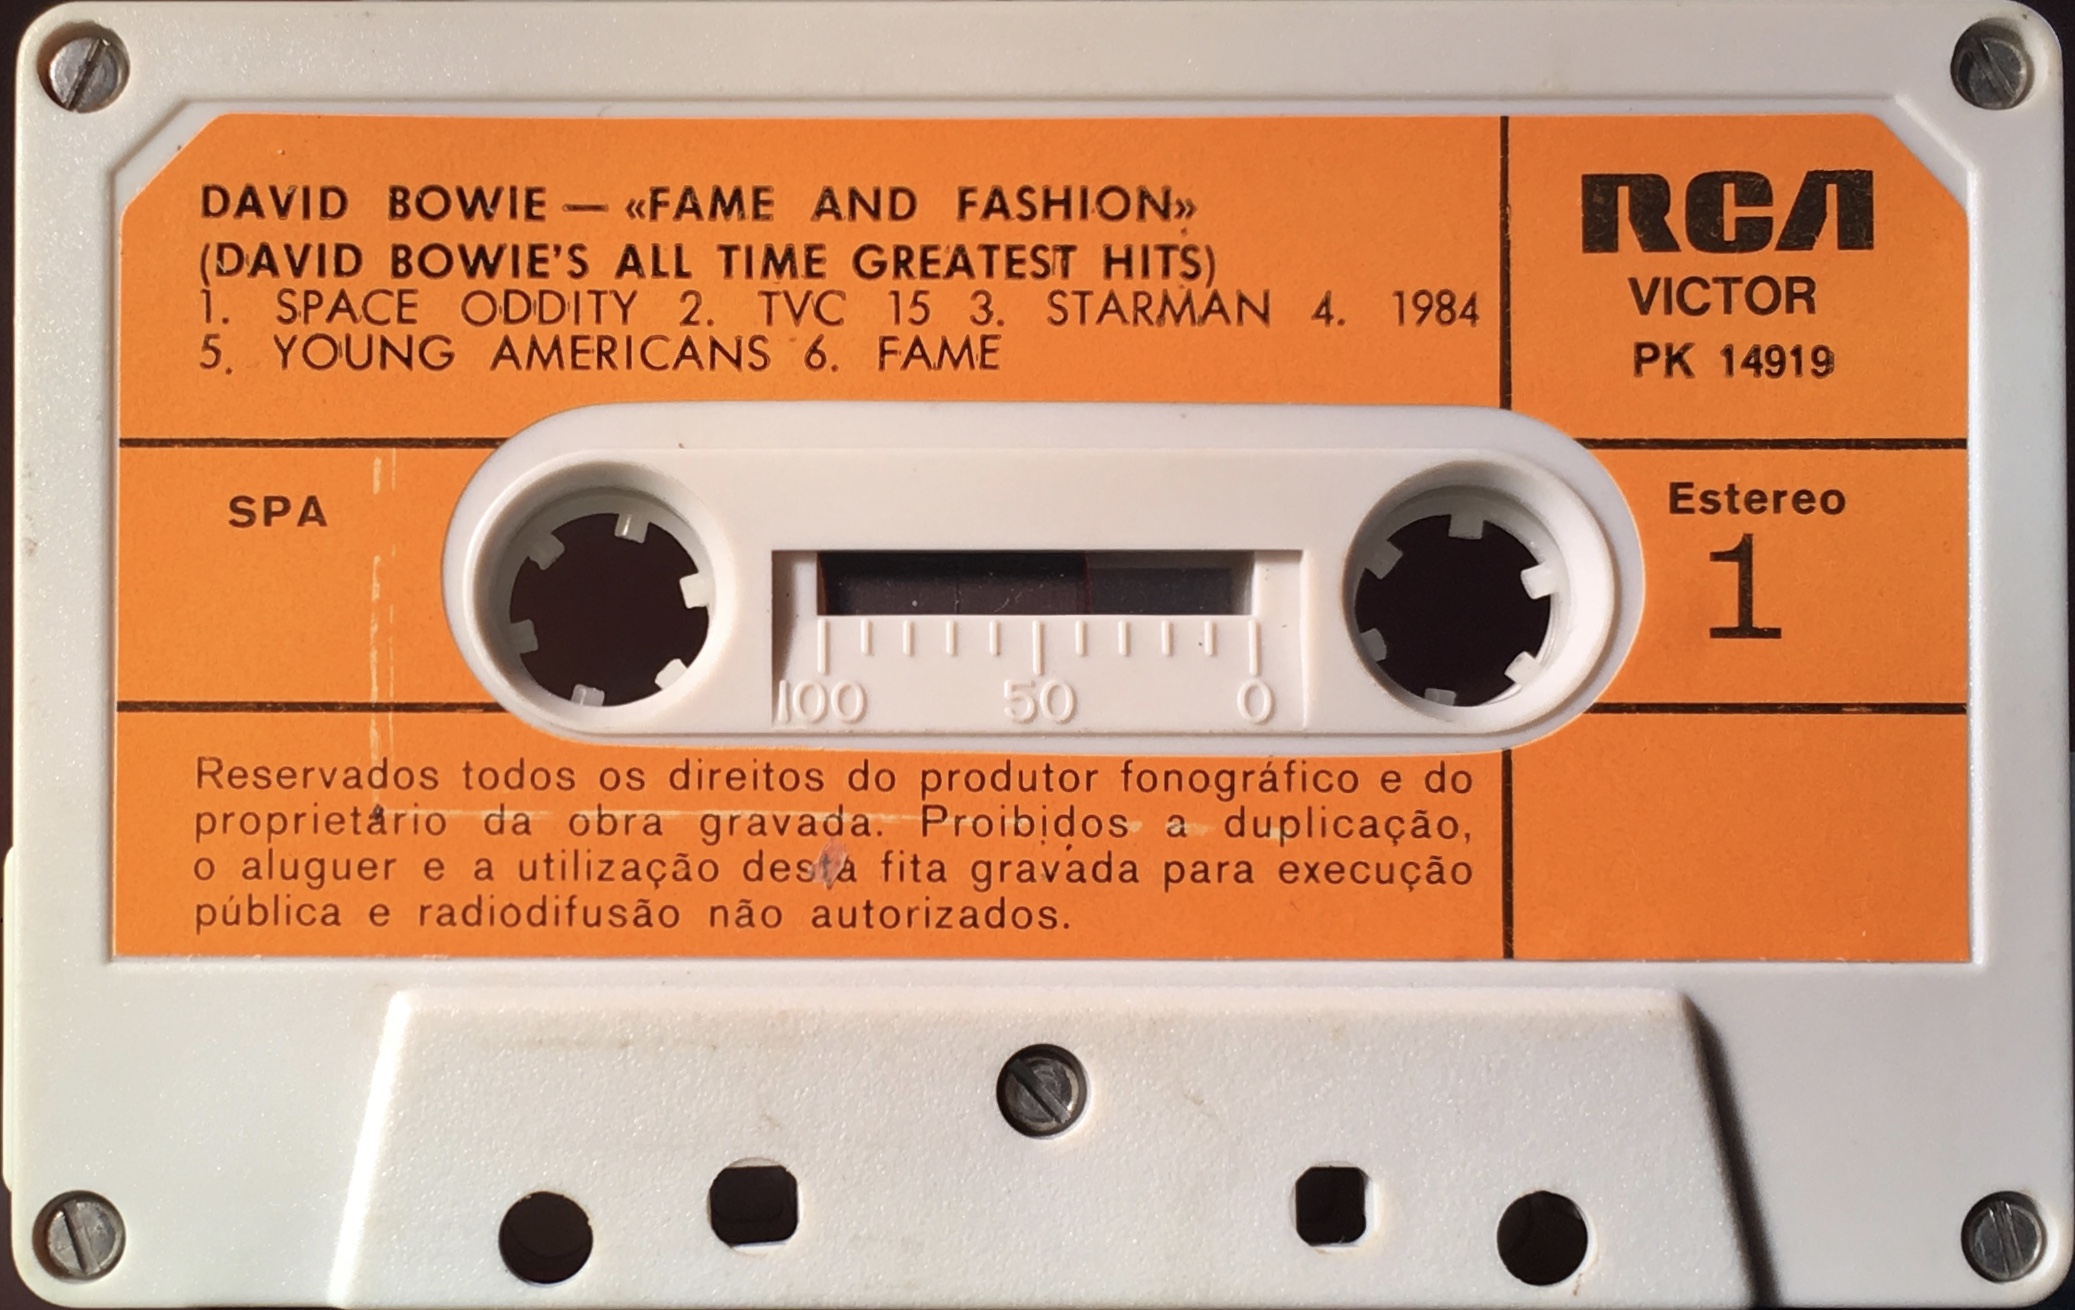 DAVID BOWIE — «FAME AND FASHION»
(DAVID BOWIE'S ALL TIME GREATEST HITS)
1. SPACE ODDITY 2. TVC 15 3. STARMAN 4. 1984
5. YOUNG AMERICANS 6. FAME
RCA
VICTOR
PK 14919
SPA
Estereo
1
100 50 0
Reservados todos os direitos do produtor fonográfico e do
proprietário da obra gravada. Proibidos a duplicação,
o aluguer e a utilização desta fita gravada para execução
pública e radiodifusão não autorizados.